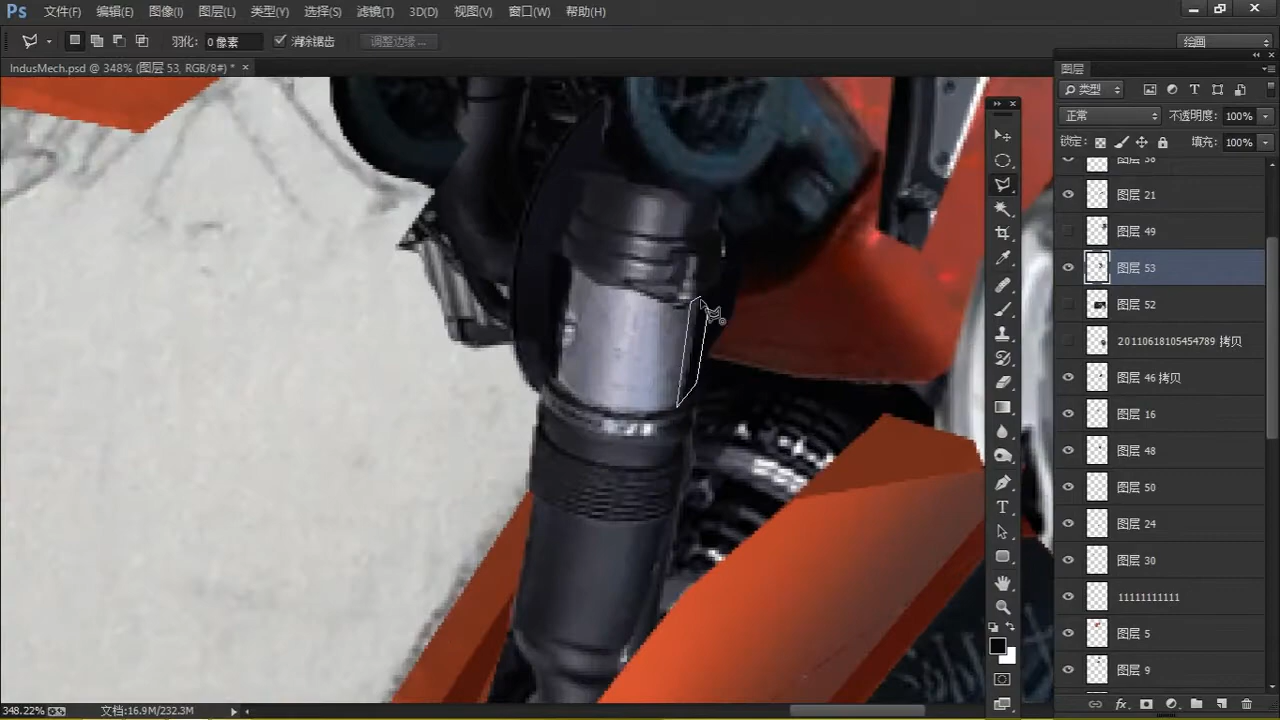 Ps 文件(F) 编辑(E) 图像(I) 图层(L) 类型(Y) 选择(S) 滤镜(T) 3D(D) 视图(V) 窗口(W) 帮助(H)
羽化: 0 像素 消除锯齿 调整边缘... 绘画
IndusMech.psd @ 348% (图层 53, RGB/8#) * ×
图层
类型
正常 不透明度: 100%
锁定: 填充: 100%
图层 38
图层 21
图层 49
图层 53
图层 52
20110618105454789 拷贝
图层 46 拷贝
图层 16
图层 48
图层 50
图层 24
图层 30
11111111111
图层 5
图层 9
348.22% 文档:16.9M/232.3M